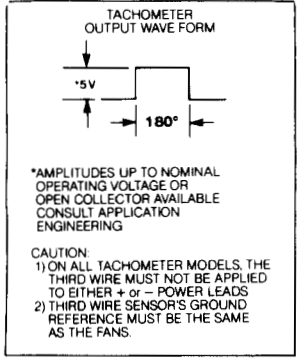 TACHOMETER
OUTPUT WAVE FORM
*5V
180°
*AMPLITUDES UP TO NOMINAL
OPERATING VOLTAGE OR
OPEN COLLECTOR AVAILABLE
CONSULT APPLICATION
ENGINEERING
CAUTION:
1) ON ALL TACHOMETER MODELS, THE
THIRD WIRE MUST NOT BE APPLIED
TO EITHER + or – POWER LEADS
2) THIRD WIRE SENSOR'S GROUND
REFERENCE MUST BE THE SAME
AS THE FANS.